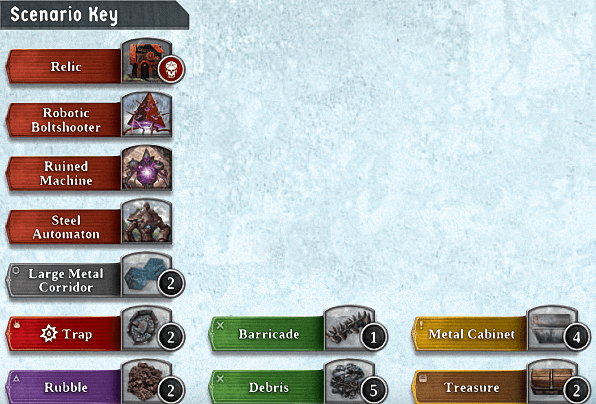 Scenario Key
Relic
Robotic
Boltshooter
Ruined
Machine
Steel
Automaton
Large Metal
Corridor
2
Trap
2
Barricade
1
Metal Cabinet
4
Rubble
2
Debris
5
Treasure
2